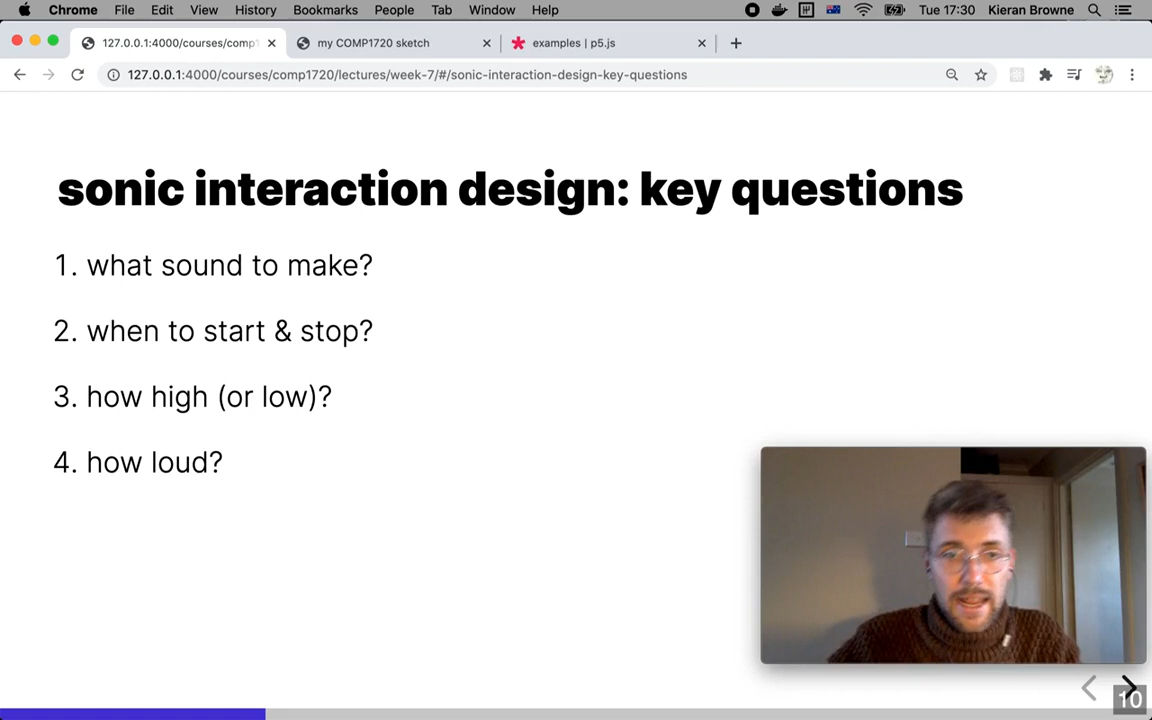 Chrome File Edit View History Bookmarks People Tab Window Help Tue 17:30 Kieran Browne
127.0.0.1:4000/courses/comp1 my COMP1720 sketch examples | p5.js
127.0.0.1:4000/courses/comp1720/lectures/week-7/#/sonic-interaction-design-key-questions
sonic interaction design: key questions
1. what sound to make?
2. when to start & stop?
3. how high (or low)?
4. how loud?
10